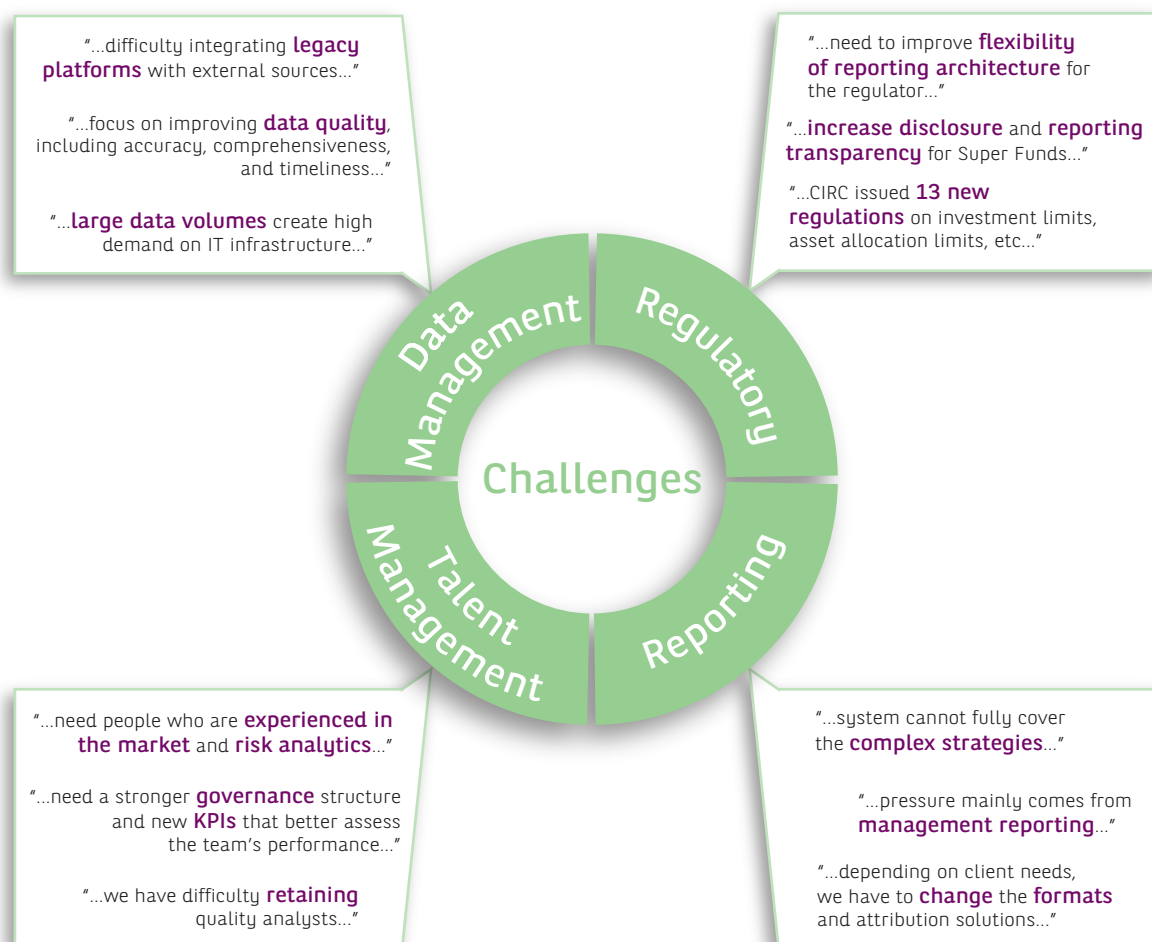 "...difficulty integrating legacy
platforms with external sources..."
"...focus on improving data quality,
including accuracy, comprehensiveness,
and timeliness..."
"...large data volumes create high
demand on IT infrastructure..."
"...need to improve flexibility
of reporting architecture for
the regulator..."
"...increase disclosure and reporting
transparency for Super Funds..."
"...CIRC issued 13 new
regulations on investment limits,
asset allocation limits, etc..."
Data
Management
Regulatory
Challenges
Talent
Management
Reporting
"...need people who are experienced in
the market and risk analytics..."
"...need a stronger governance structure
and new KPIs that better assess
the team's performance..."
"...we have difficulty retaining
quality analysts..."
"...system cannot fully cover
the complex strategies..."
"...pressure mainly comes from
management reporting..."
"...depending on client needs,
we have to change the formats
and attribution solutions..."